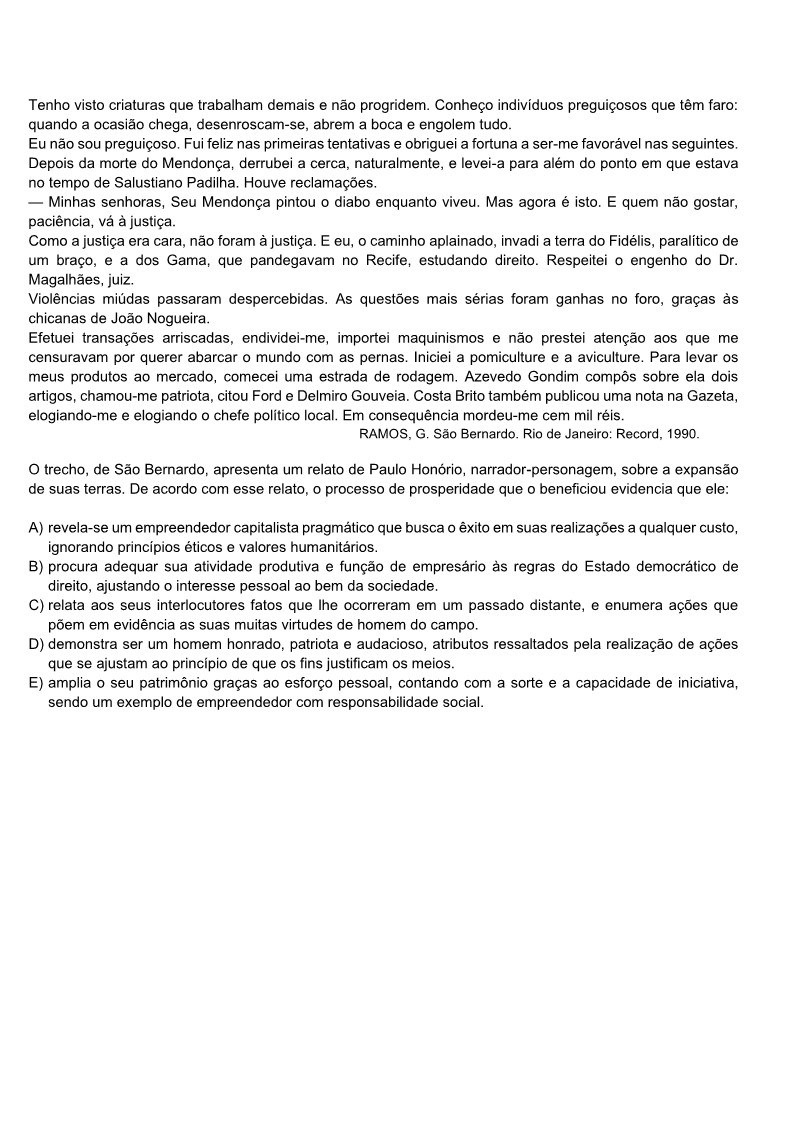 Tenho visto criaturas que trabalham demais e não progridem. Conheço indivíduos preguiçosos que têm faro:
quando a ocasião chega, desenroscam-se, abrem a boca e engolem tudo.
Eu não sou preguiçoso. Fui feliz nas primeiras tentativas e obriguei a fortuna a ser-me favorável nas seguintes.
Depois da morte do Mendonça, derrubei a cerca, naturalmente, e levei-a para além do ponto em que estava
no tempo de Salustiano Padilha. Houve reclamações.
— Minhas senhoras, Seu Mendonça pintou o diabo enquanto viveu. Mas agora é isto. E quem não gostar,
paciência, vá à justiça.
Como a justiça era cara, não foram à justiça. E eu, o caminho aplainado, invadi a terra do Fidélis, paralítico de
um braço, e a dos Gama, que pandegavam no Recife, estudando direito. Respeitei o engenho do Dr.
Magalhães, juiz.
Violências miúdas passaram despercebidas. As questões mais sérias foram ganhas no foro, graças às
chicanas de João Nogueira.
Efetuei transações arriscadas, endividei-me, importei maquinismos e não prestei atenção aos que me
censuravam por querer abarcar o mundo com as pernas. Iniciei a pomiculture e a aviculture. Para levar os
meus produtos ao mercado, comecei uma estrada de rodagem. Azevedo Gondim compôs sobre ela dois
artigos, chamou-me patriota, citou Ford e Delmiro Gouveia. Costa Brito também publicou uma nota na Gazeta,
elogiando-me e elogiando o chefe político local. Em consequência mordeu-me cem mil réis.
RAMOS, G. São Bernardo. Rio de Janeiro: Record, 1990.
O trecho, de São Bernardo, apresenta um relato de Paulo Honório, narrador-personagem, sobre a expansão
de suas terras. De acordo com esse relato, o processo de prosperidade que o beneficiou evidencia que ele:
A) revela-se um empreendedor capitalista pragmático que busca o êxito em suas realizações a qualquer custo,
ignorando princípios éticos e valores humanitários.
B) procura adequar sua atividade produtiva e função de empresário às regras do Estado democrático de
direito, ajustando o interesse pessoal ao bem da sociedade.
C) relata aos seus interlocutores fatos que lhe ocorreram em um passado distante, e enumera ações que
põem em evidência as suas muitas virtudes de homem do campo.
D) demonstra ser um homem honrado, patriota e audacioso, atributos ressaltados pela realização de ações
que se ajustam ao princípio de que os fins justificam os meios.
E) amplia o seu patrimônio graças ao esforço pessoal, contando com a sorte e a capacidade de iniciativa,
sendo um exemplo de empreendedor com responsabilidade social.